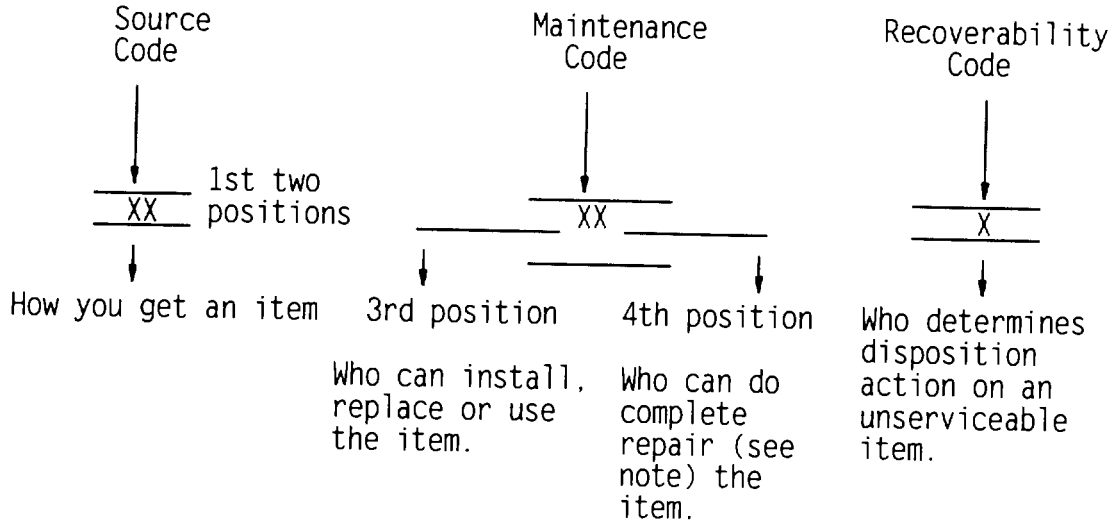 Source
Code
Maintenance
Code
Recoverability
Code
XX
1st two
positions
XX
X
How you get an item
3rd position
Who can install,
replace or use
the item.
4th position
Who can do
complete
repair (see
note) the
item.
Who determines
disposition
action on an
unserviceable
item.